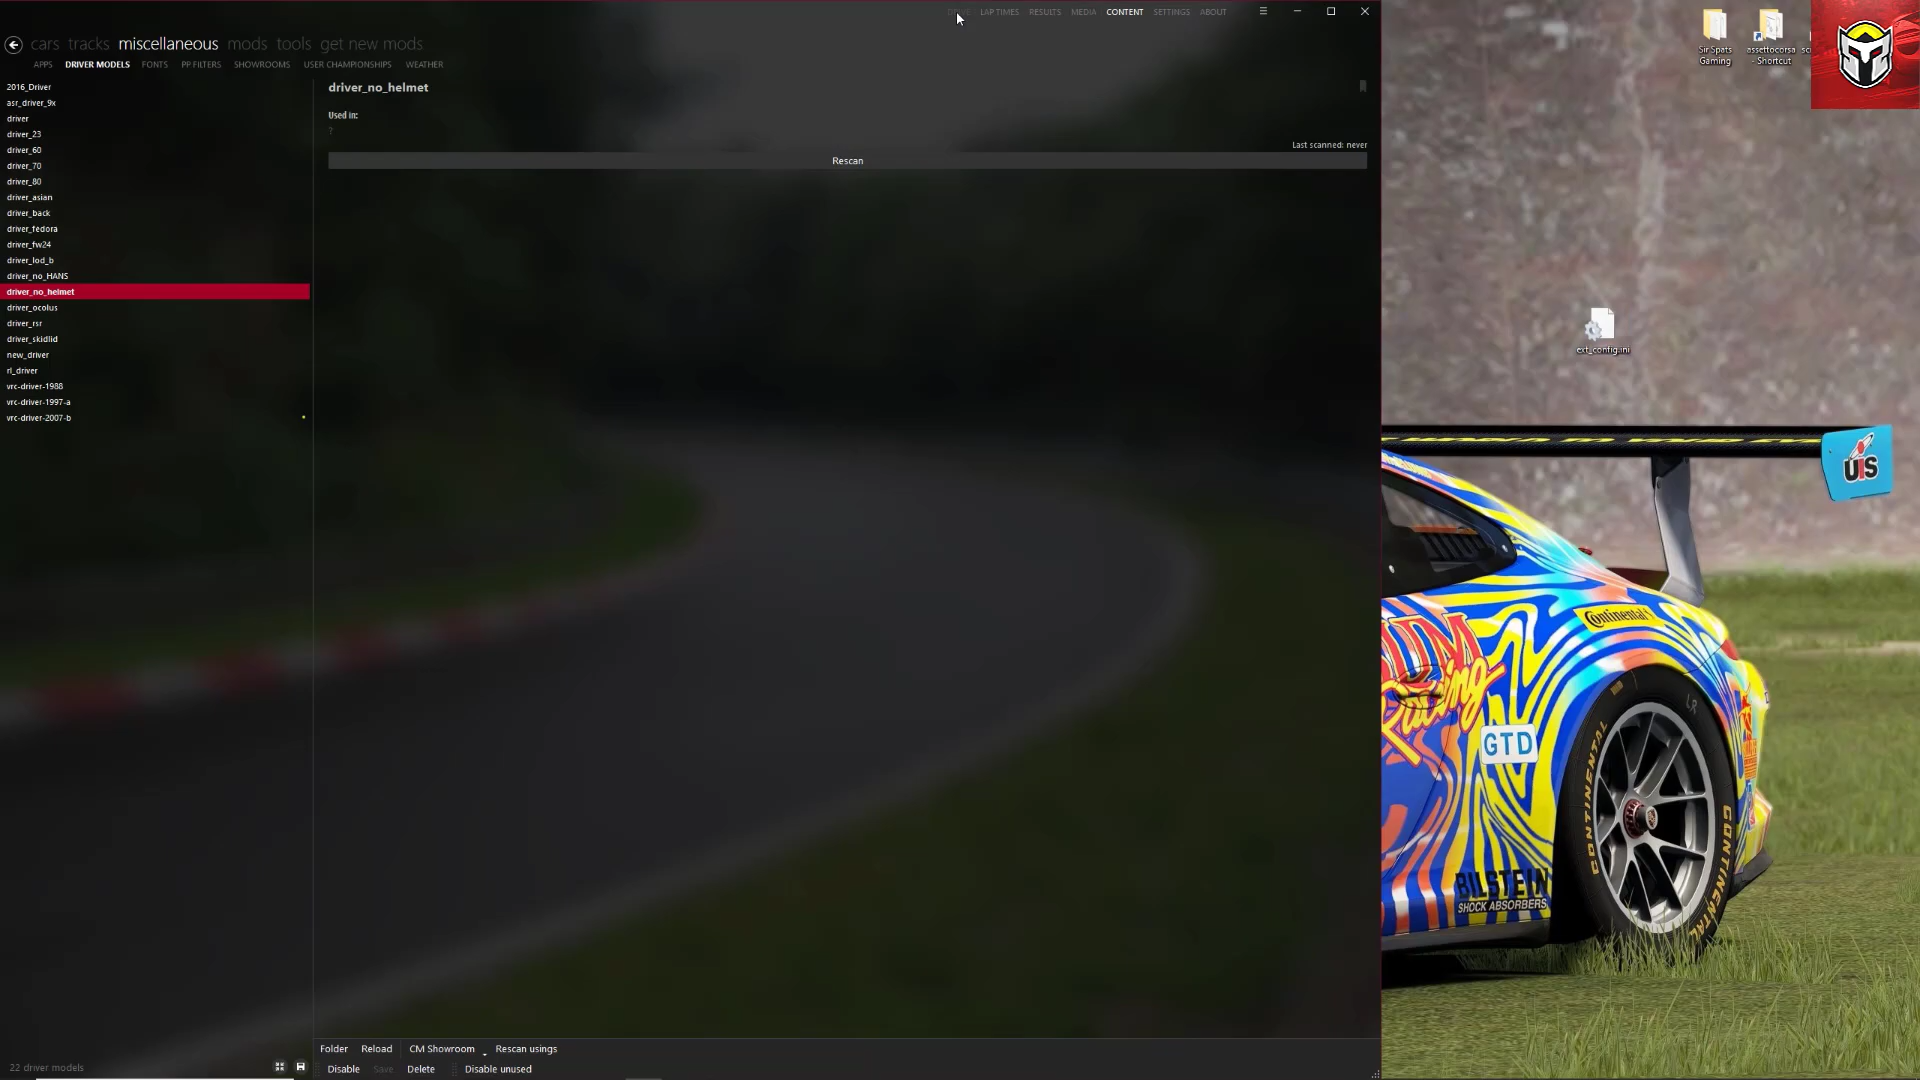 LAP TIMES RESULTS MEDIA CONTENT SETTINGS ABOUT
cars tracks miscellaneous mods tools get new mods
APPS DRIVER MODELS FONTS PP FILTERS SHOWROOMS USER CHAMPIONSHIPS WEATHER
2016_Driver
asr_driver_9x
driver
driver_23
driver_60
driver_70
driver_80
driver_asian
driver_back
driver_fedora
driver_fw24
driver_lod_b
driver_no_HANS
driver_no_helmet
driver_ocolus
driver_rsr
driver_skidlid
new_driver
rl_driver
vrc-driver-1988
vrc-driver-1997-a
vrc-driver-2007-b
22 driver models
driver_no_helmet
Used in:
?
Last scanned: never
Rescan
Folder Reload CM Showroom Rescan usings
Disable Save Delete Disable unused
Sir Spats
Gaming
assettocorsa
- Shortcut
ext_config.ini
UIS
Continental
Racing
GTD
BILSTEIN
SHOCK ABSORBERS
LR
CONTINENTAL
CONTINENTAL